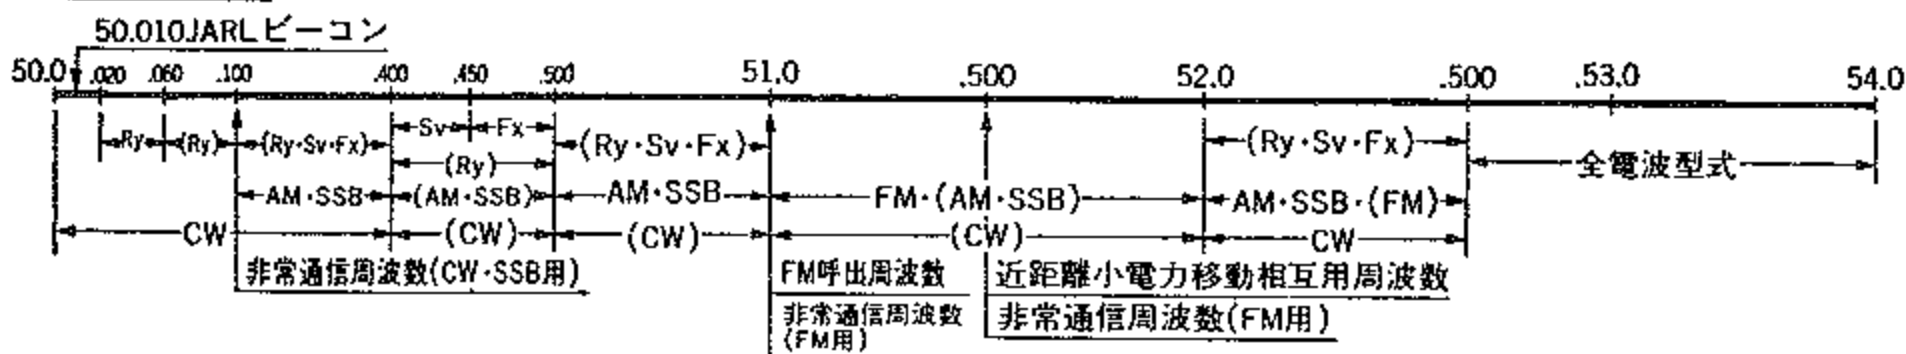 50.010JARLビーコン
50.0 .020 .060 .100 .400 .450 .500 51.0 .500 52.0 .500 .53.0 54.0
Sv Fx
Ry (Ry) (Ry・Sv・Fx) (Ry・Sv・Fx) (Ry・Sv・Fx)
(Ry) 全電波型式
AM・SSB (AM・SSB) AM・SSB FM・(AM・SSB) AM・SSB・(FM)
CW (CW) (CW) (CW) CW
非常通信周波数(CW・SSB用) FM呼出周波数 近距離小電力移動相互用周波数
非常通信周波数 非常通信周波数(FM用)
(FM用)